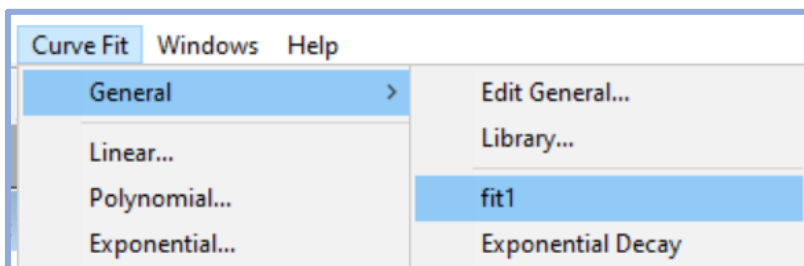 Curve Fit Windows Help
General > Edit General...
Linear... Library...
Polynomial... fit1
Exponential... Exponential Decay